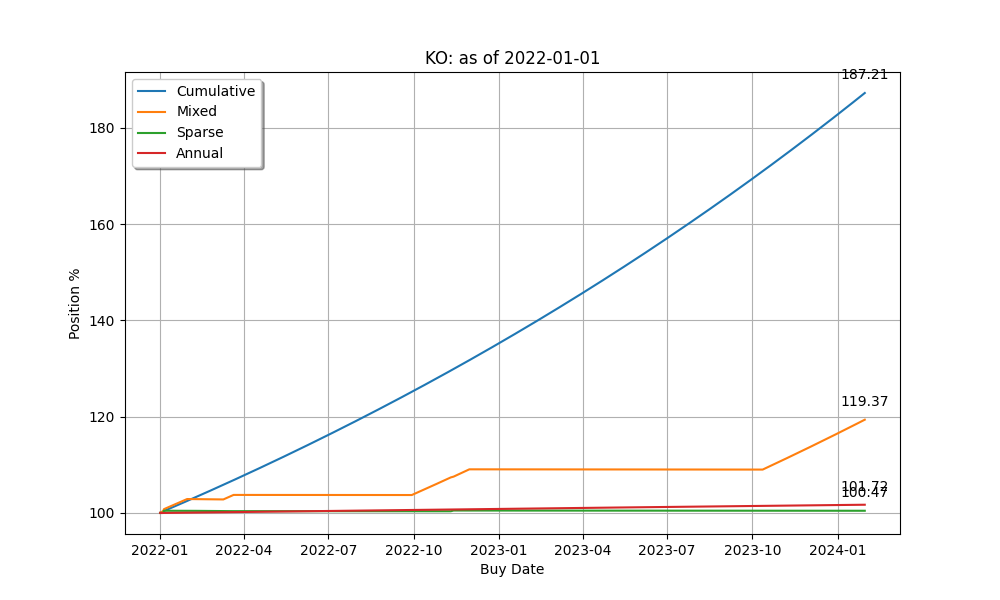 KO: as of 2022-01-01
187.21
Cumulative
Mixed
Sparse
Annual
180
160
140
120
100
Position %
119.37
101.72
100.47
2022-01 2022-04 2022-07 2022-10 2023-01 2023-04 2023-07 2023-10 2024-01
Buy Date